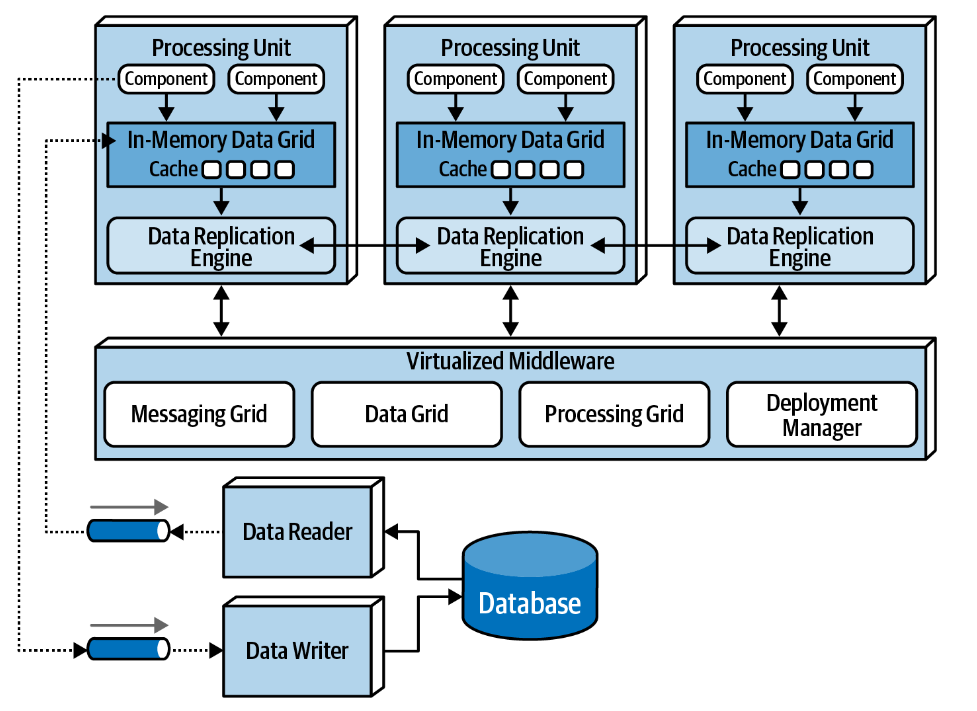 Processing Unit
Component
Component
In-Memory Data Grid
Cache
Data Replication
Engine
Processing Unit
Component
Component
In-Memory Data Grid
Cache
Data Replication
Engine
Processing Unit
Component
Component
In-Memory Data Grid
Cache
Data Replication
Engine
Virtualized Middleware
Messaging Grid
Data Grid
Processing Grid
Deployment
Manager
Data Reader
Database
Data Writer